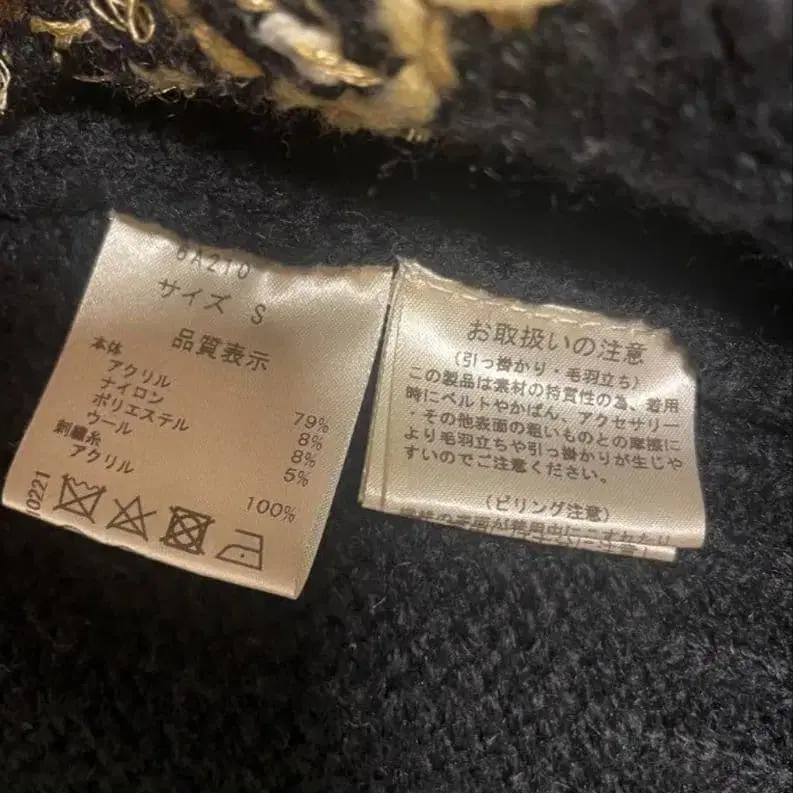 6A210
サイズ S
品質表示
本体
アクリル 79%
ナイロン 8%
ポリエステル 8%
ウール 5%
刺繍糸
アクリル 100%
10221
お取扱いの注意
(引っ掛かり・毛羽立ち)
この製品は素材の特質性の為、着用
時にベルトやかばん、アクセサリー
・その他表面の粗いものとの摩擦に
より毛羽立ちや引っ掛かりが生じや
すいのでご注意ください。
(ピリング注意)